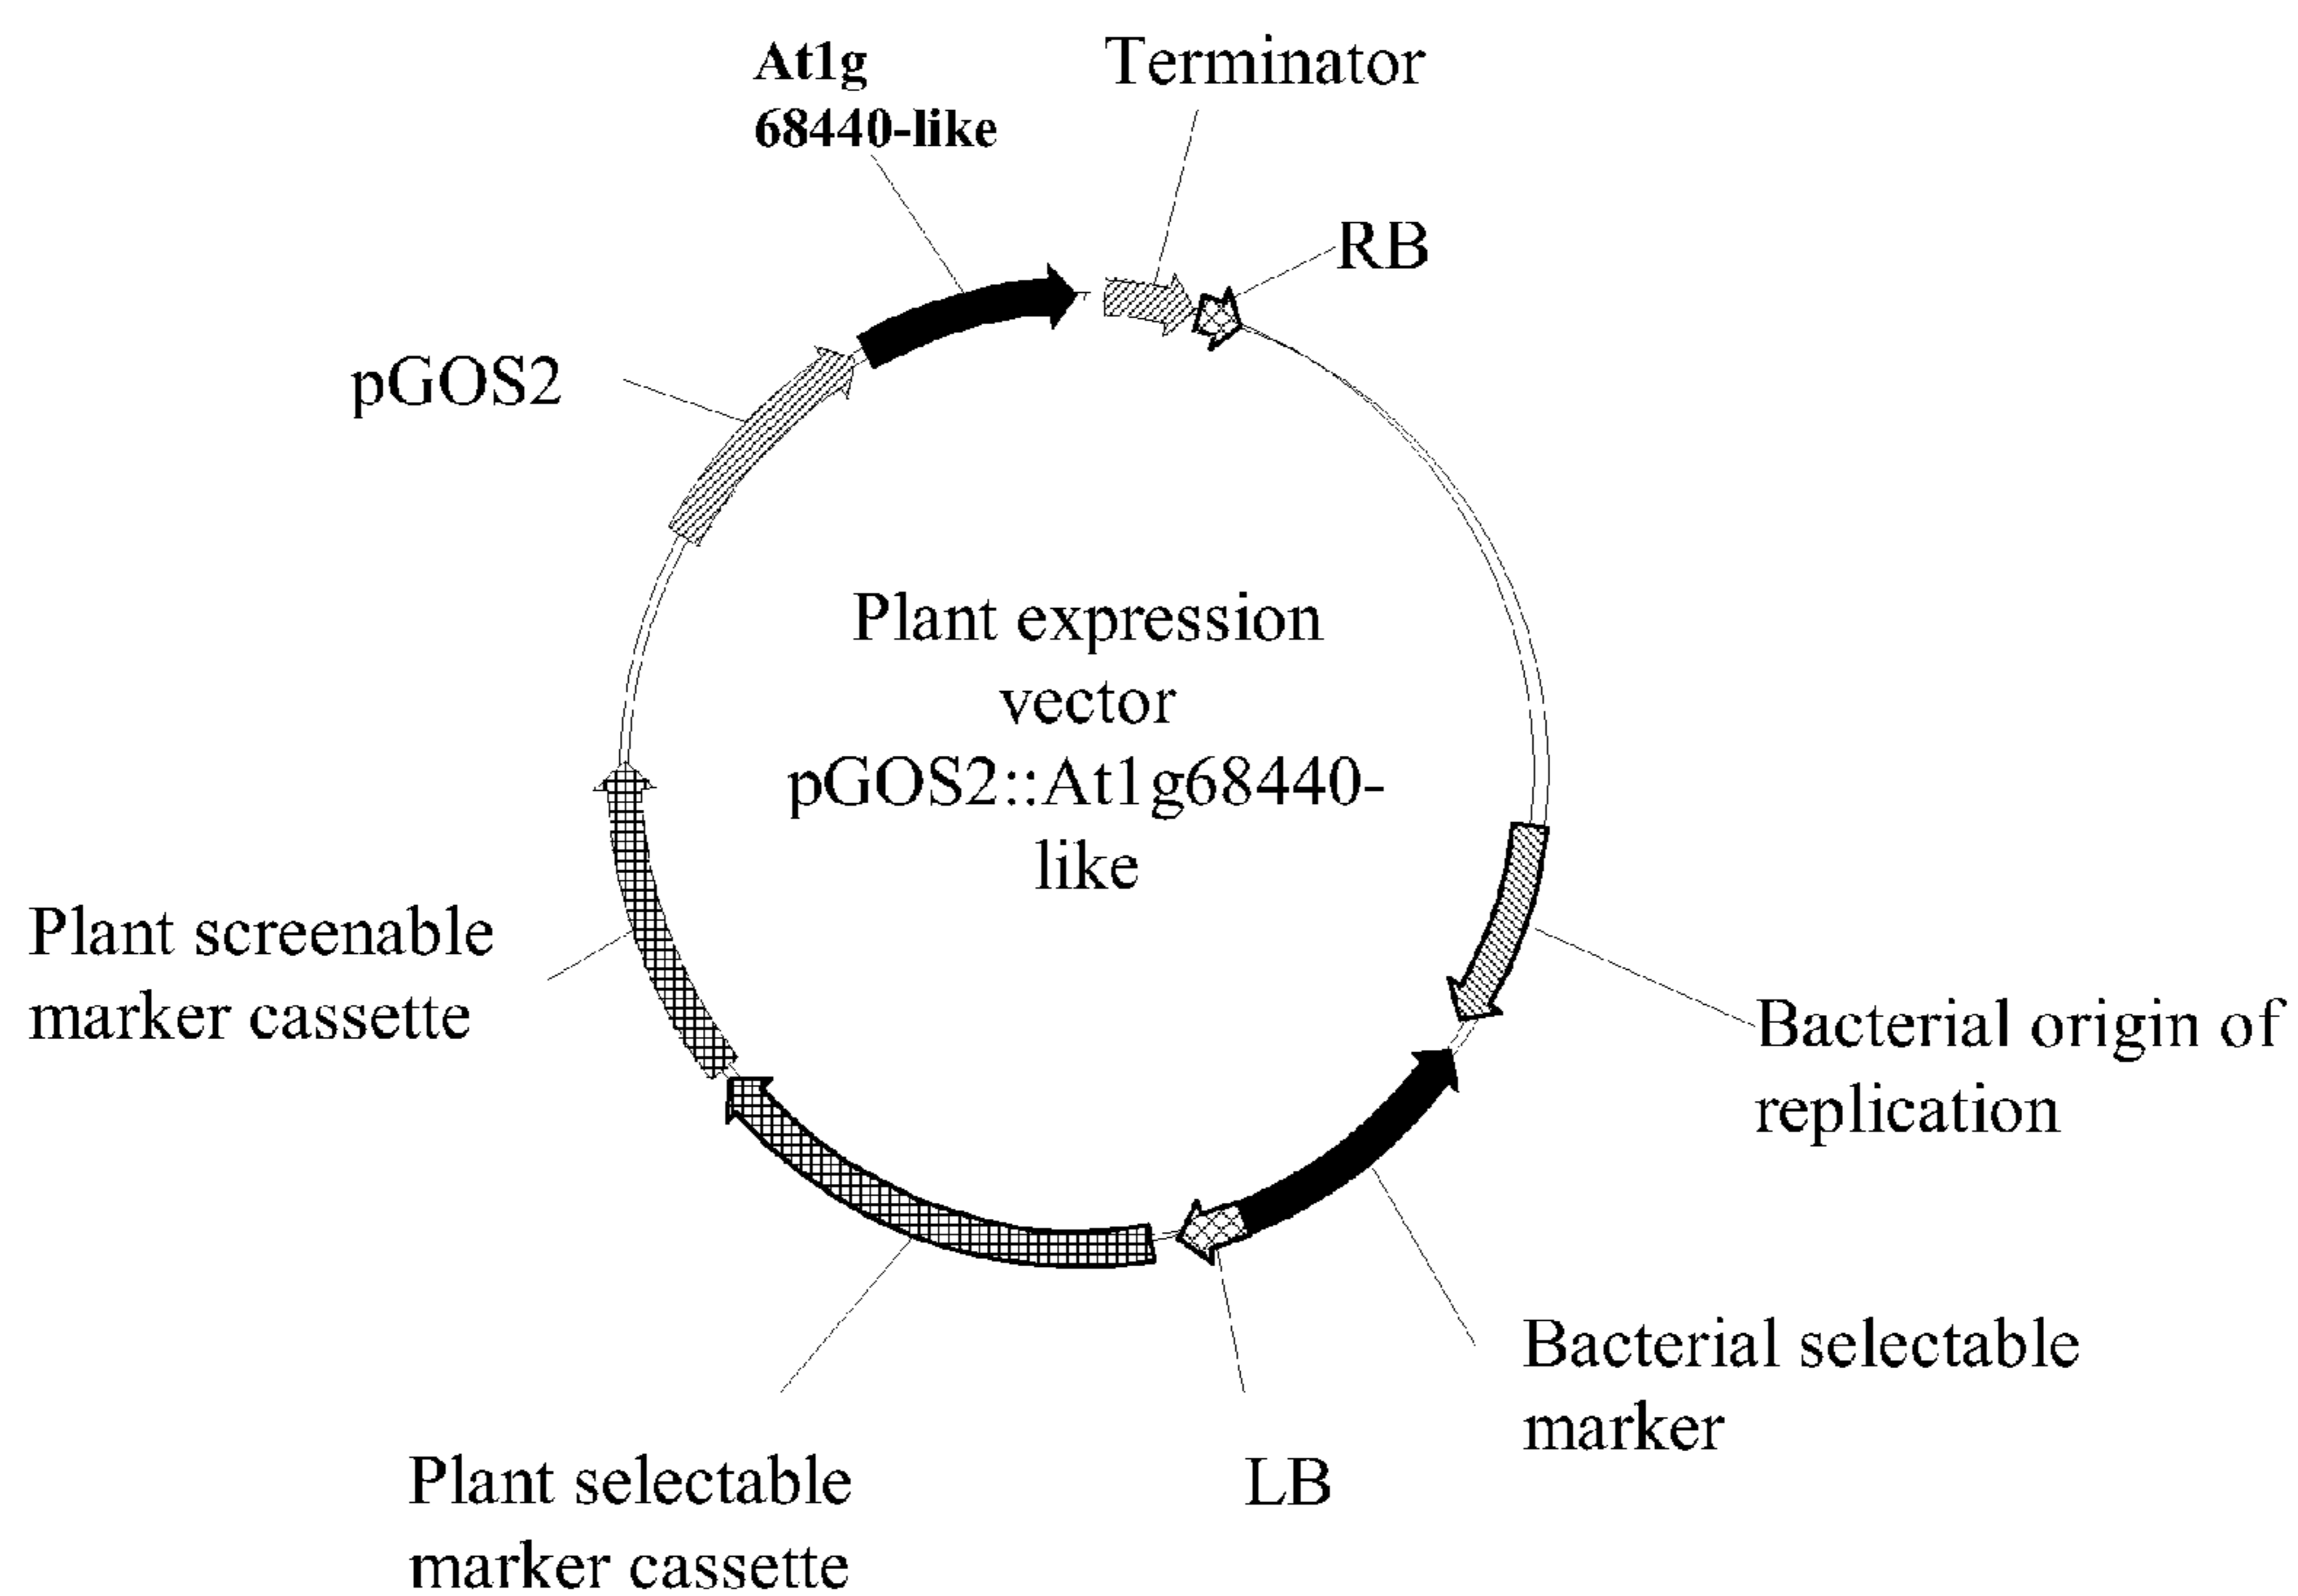 At1g
68440-like
Terminator
RB
pGOS2
Plant expression
vector
pGOS2::At1g68440-
like
Plant screenable
marker cassette
Bacterial origin of
replication
Bacterial selectable
marker
LB
Plant selectable
marker cassette